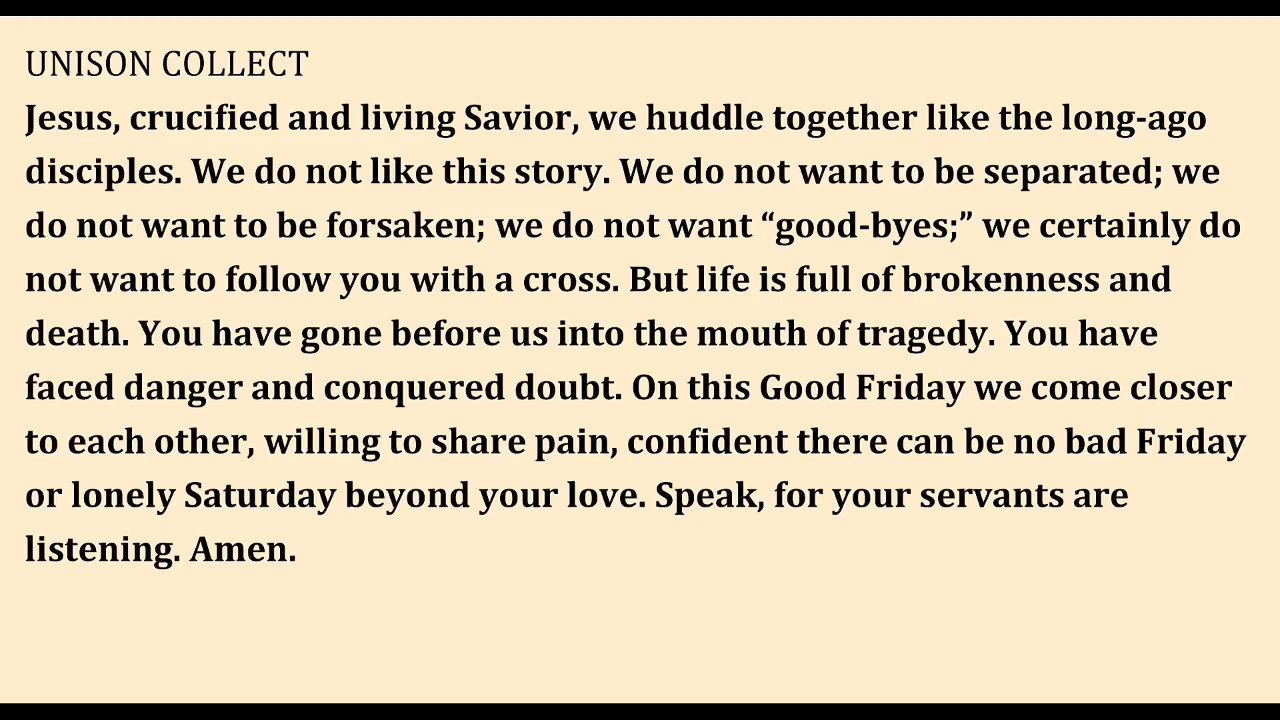 UNISON COLLECT
Jesus, crucified and living Savior, we huddle together like the long-ago
disciples. We do not like this story. We do not want to be separated; we
do not want to be forsaken; we do not want “good-byes;” we certainly do
not want to follow you with a cross. But life is full of brokenness and
death. You have gone before us into the mouth of tragedy. You have
faced danger and conquered doubt. On this Good Friday we come closer
to each other, willing to share pain, confident there can be no bad Friday
or lonely Saturday beyond your love. Speak, for your servants are
listening. Amen.